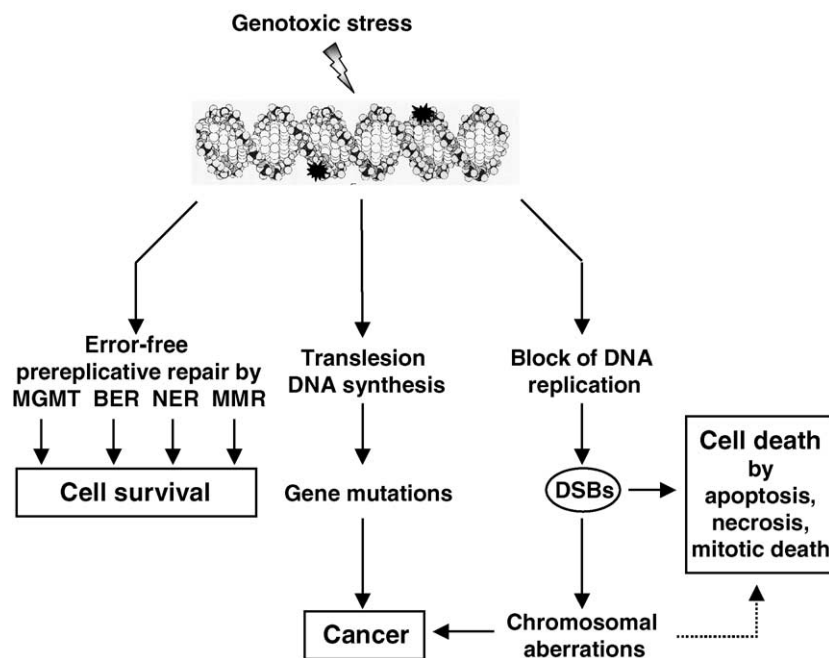 Genotoxic stress
Error-free
prereplicative repair by
MGMT BER NER MMR
Cell survival
Translesion
DNA synthesis
Gene mutations
Cancer
Block of DNA
replication
DSBs
Chromosomal
aberrations
Cell death
by
apoptosis,
necrosis,
mitotic death